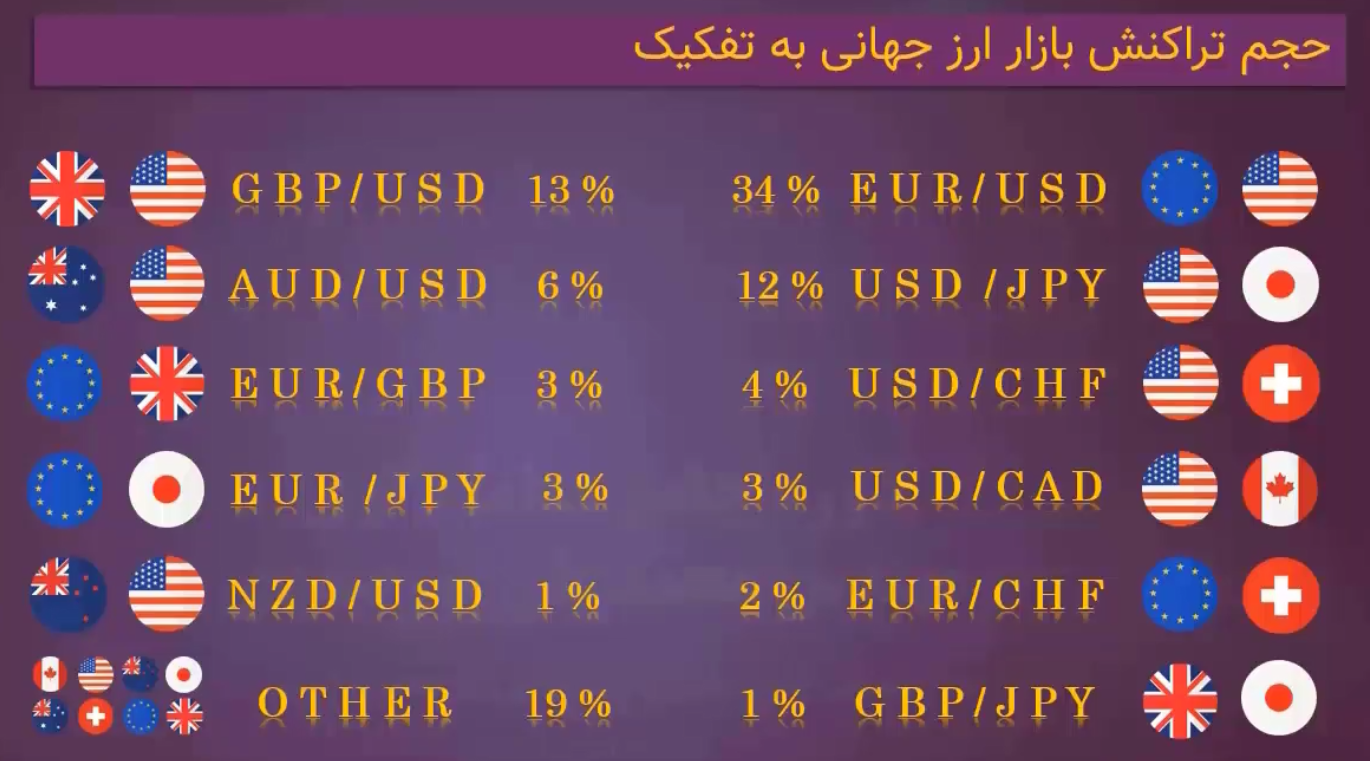 حجم تراکنش بازار ارز جهانی به تفکیک
GBP/USD 13 % 34 % EUR/USD
AUD/USD 6 % 12 % USD /JPY
EUR/GBP 3 % 4 % USD/CHF
EUR /JPY 3 % 3 % USD/CAD
NZD/USD 1 % 2 % EUR/CHF
OTHER 19 % 1 % GBP/JPY